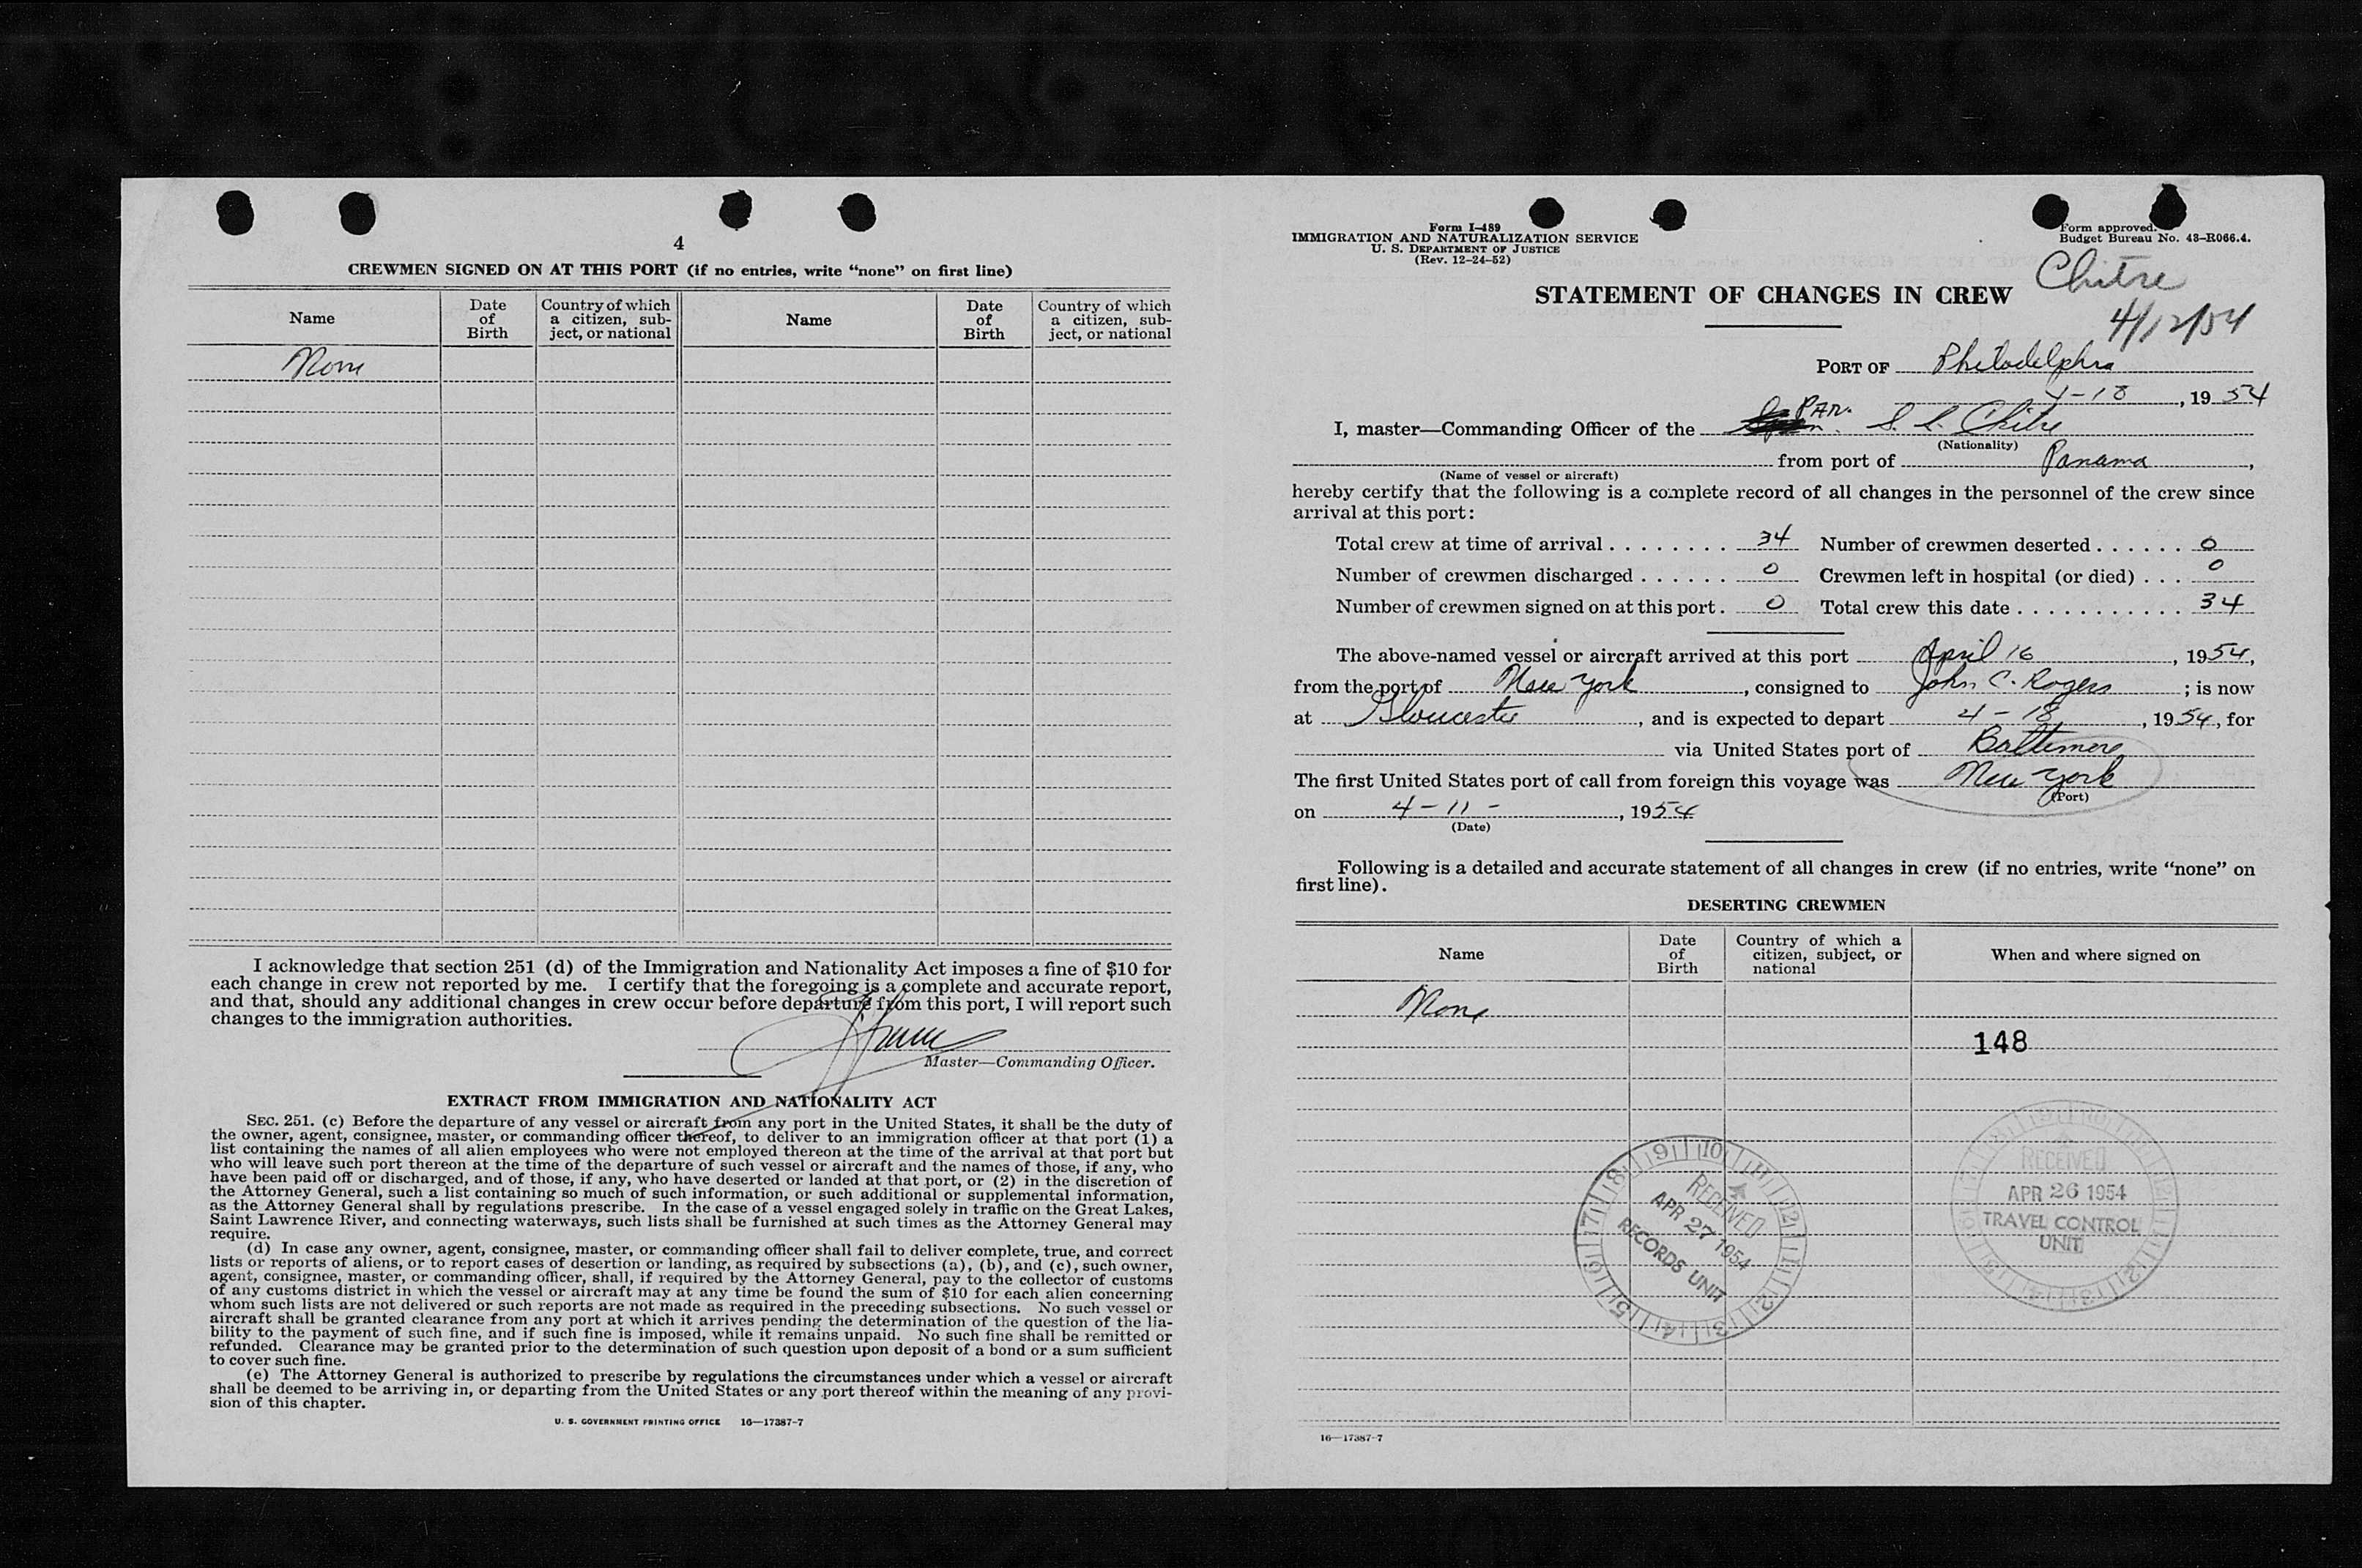 4
CREWMEN SIGNED ON AT THIS PORT (if no entries, write “none” on first line)
Name
Date of Birth
Country of which a citizen, sub-ject, or national
Name
Date of Birth
Country of which a citizen, sub-ject, or national
None
I acknowledge that section 251 (d) of the Immigration and Nationality Act imposes a fine of $10 for
each change in crew not reported by me. I certify that the foregoing is a complete and accurate report,
and that, should any additional changes in crew occur before departure from this port, I will report such
changes to the immigration authorities.
Master—Commanding Officer.
EXTRACT FROM IMMIGRATION AND NATIONALITY ACT
SEC. 251. (c) Before the departure of any vessel or aircraft from any port in the United States, it shall be the duty of
the owner, agent, consignee, master, or commanding officer thereof, to deliver to an immigration officer at that port (1) a
list containing the names of all alien employees who were not employed thereon at the time of the arrival at that port but
who will leave such port thereon at the time of the departure of such vessel or aircraft and the names of those, if any, who
have been paid off or discharged, and of those, if any, who have deserted or landed at that port, or (2) in the discretion of
the Attorney General, such a list containing so much of such information, or such additional or supplemental information,
as the Attorney General shall by regulations prescribe. In the case of a vessel engaged solely in traffic on the Great Lakes,
Saint Lawrence River, and connecting waterways, such lists shall be furnished at such times as the Attorney General may
require.
(d) In case any owner, agent, consignee, master, or commanding officer shall fail to deliver complete, true, and correct
lists or reports of aliens, or to report cases of desertion or landing, as required by subsections (a), (b), and (c), such owner,
agent, consignee, master, or commanding officer, shall, if required by the Attorney General, pay to the collector of customs
of any customs district in which the vessel or aircraft may at any time be found the sum of $10 for each alien concerning
whom such lists are not delivered or such reports are not made as required in the preceding subsections. No such vessel or
aircraft shall be granted clearance from any port at which it arrives pending the determination of the question of the lia-
bility to the payment of such fine, and if such fine is imposed, while it remains unpaid. No such fine shall be remitted or
refunded. Clearance may be granted prior to the determination of such question upon deposit of a bond or a sum sufficient
to cover such fine.
(e) The Attorney General is authorized to prescribe by regulations the circumstances under which a vessel or aircraft
shall be deemed to be arriving in, or departing from the United States or any port thereof within the meaning of any provi-
sion of this chapter.
U. S. GOVERNMENT PRINTING OFFICE 16—17387-7
Form I-489
IMMIGRATION AND NATURALIZATION SERVICE
U. S. DEPARTMENT OF JUSTICE
(Rev. 12-24-52)
Form approved.
Budget Bureau No. 43-R066.4.
Chitre
4/12/54
STATEMENT OF CHANGES IN CREW
PORT OF Philadelphia
4-18, 1954
I, master—Commanding Officer of the PAN. S. S. Chitre
(Nationality)
from port of Panama,
(Name of vessel or aircraft)
hereby certify that the following is a complete record of all changes in the personnel of the crew since
arrival at this port:
Total crew at time of arrival . . . . . . . . 34 Number of crewmen deserted . . . . . . 0
Number of crewmen discharged . . . . . . 0 Crewmen left in hospital (or died) . . . 0
Number of crewmen signed on at this port . 0 Total crew this date . . . . . . . . . . . 34
The above-named vessel or aircraft arrived at this port April 16, 1954,
from the port of New York, consigned to John C. Rogers; is now
at Gloucester, and is expected to depart 4-18, 1954, for
via United States port of Baltimore
The first United States port of call from foreign this voyage was New York
(Port)
on 4-11-, 1954
(Date)
Following is a detailed and accurate statement of all changes in crew (if no entries, write “none” on
first line).
DESERTING CREWMEN
Name
Date of Birth
Country of which a citizen, subject, or national
When and where signed on
None
148
RECEIVED
APR 27 1954
RECORDS UNIT
RECEIVED
APR 26 1954
TRAVEL CONTROL
UNIT
16—17387-7